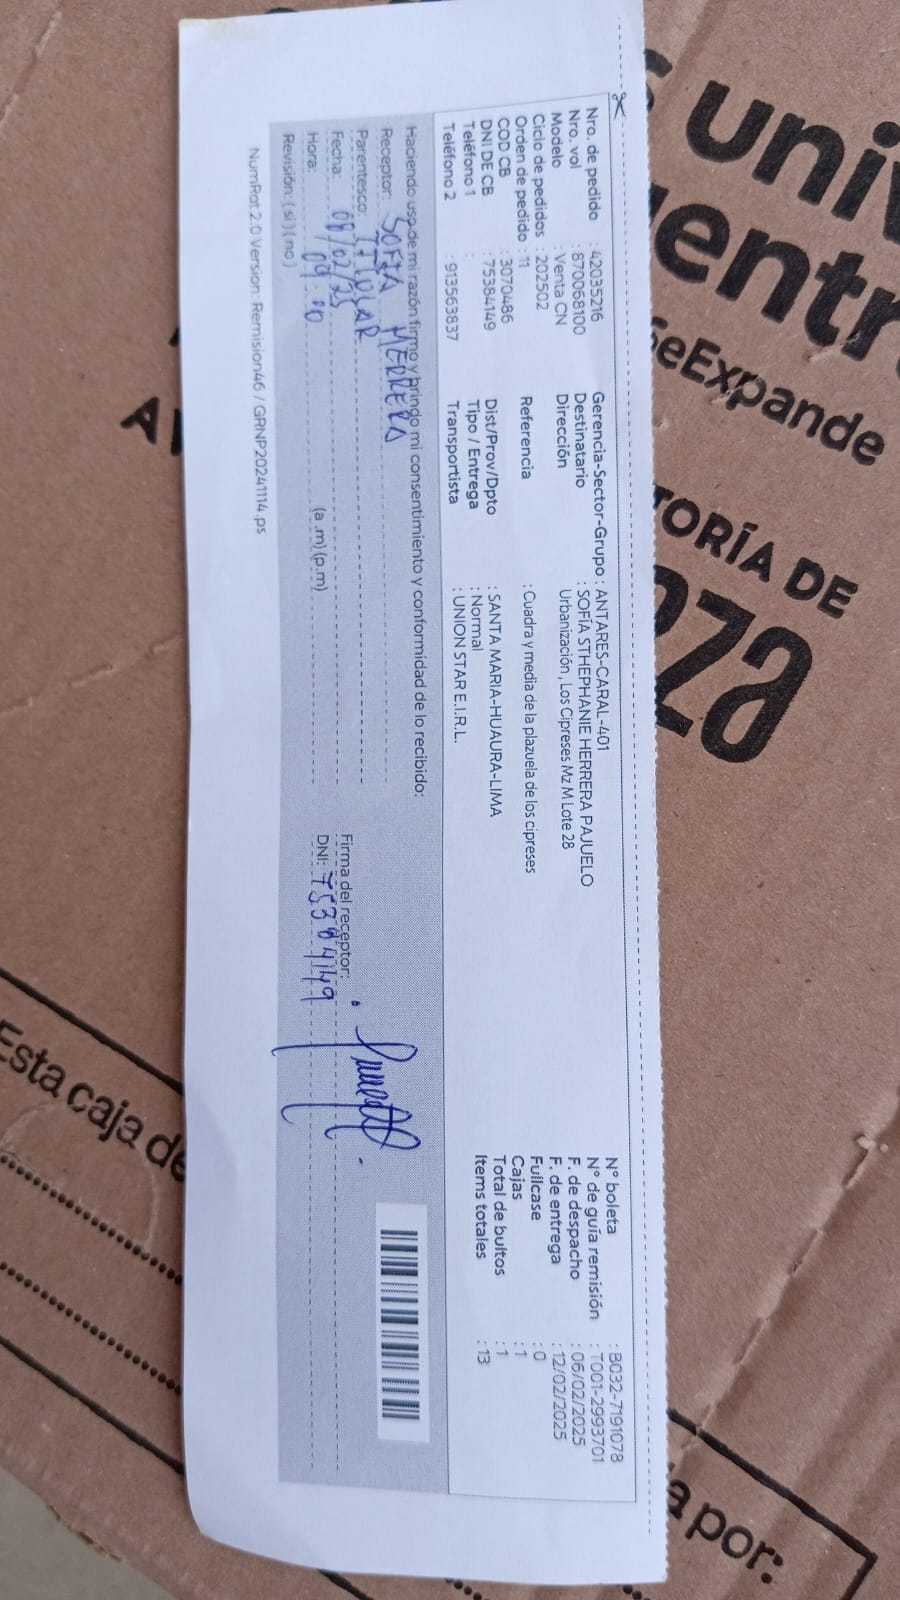 Nro. de pedido : 42035216
Nro. vol : 870068100
Modelo : Venta CN
Ciclo de pedidos : 202502
Orden de pedido : 11
COD CB : 3070486
DNI DE CB : 75384149
Teléfono 1 :
Teléfono 2 : 913563837
Gerencia-Sector-Grupo : ANTARES-CARAL-401
Destinatario : SOFÍA STHEPHANIE HERRERA PAJUELO
Dirección Urbanización , Los Cipreses Mz M Lote 28
Referencia : Cuadra y media de la plazuela de los cipreses
Dist/Prov/Dpto : SANTA MARIA-HUAURA-LIMA
Tipo / Entrega : Normal
Transportista : UNION STAR E.I.R.L.
N° boleta : B032-7191078
N° de guía remisión : T001-2993701
F. de despacho : 06/02/2025
F. de entrega : 12/02/2025
Fullcase : 0
Cajas : 1
Total de bultos : 1
Items totales : 13
Haciendo uso de mi razón firmo y brindo mi consentimiento y conformidad de lo recibido:
Receptor: SOFIA HERRERA
Parentesco: TITULAR
Fecha: 08/02/25
Hora: 09:00 (a .m) (p.m)
Revisión: ( si ) ( no )
Firma del receptor:
DNI: 75384149
NumRot 2.0 Version: Remision46 / GRNP20241114.ps
univ
entr
SeExpande
TORÍA DE
za
A
Esta caja de
a por: